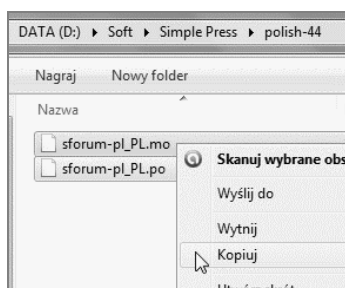 DATA (D:) ▸ Soft ▸ Simple Press ▸ polish-44
Nagraj Nowy folder
Nazwa
sforum-pl_PL.mo
sforum-pl_PL.po
Skanuj wybrane obs
Wyślij do
Wytnij
Kopiuj